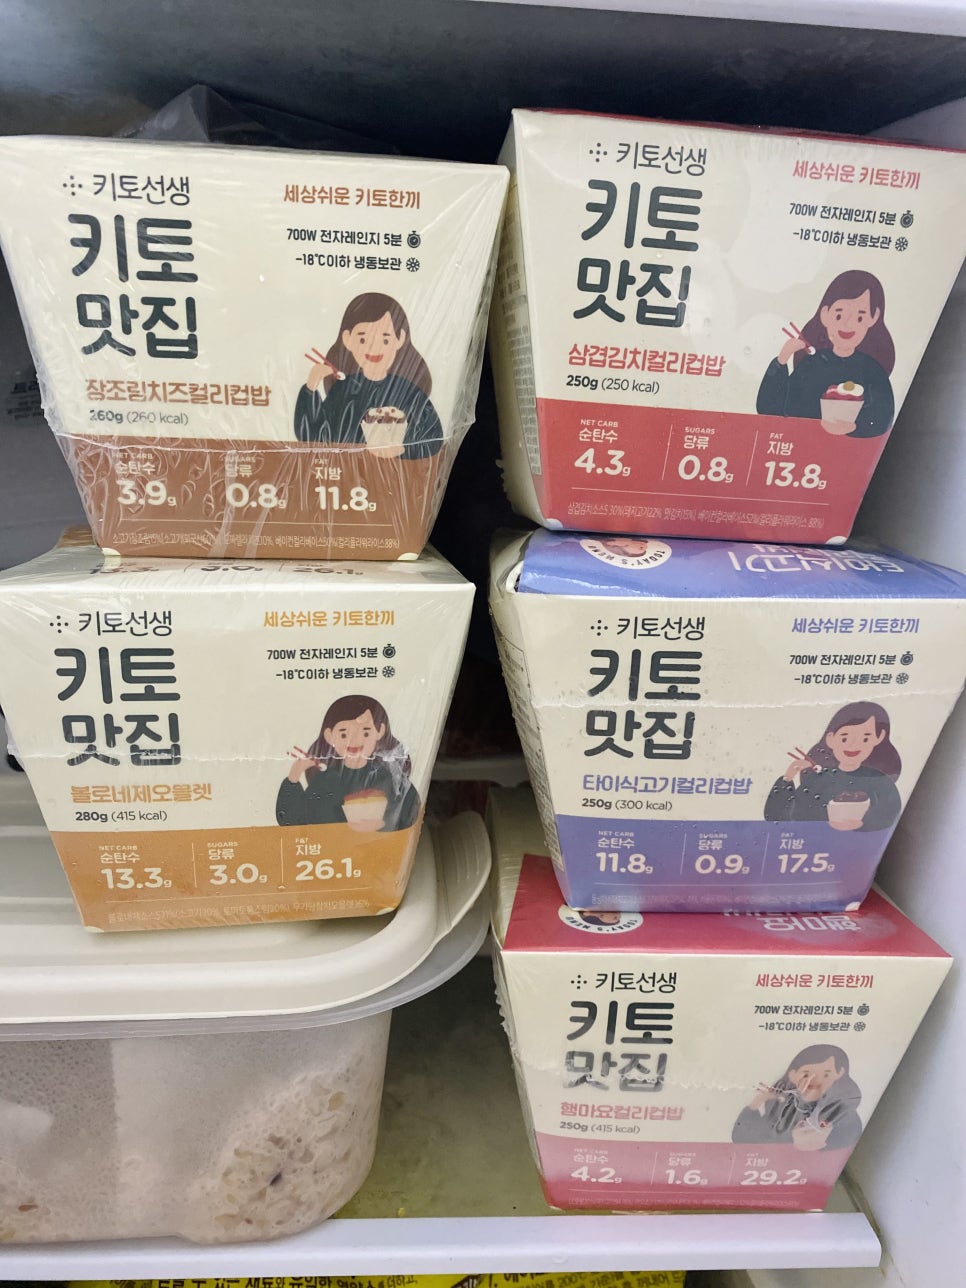 키토선생
키토
맛집
세상쉬운 키토한끼
700W 전자레인지 5분
-18℃이하 냉동보관
장조림치즈컬리컵밥
260g (260 kcal)
NET CARB
순탄수
3.9g
SUGARS
당류
0.8g
FAT
지방
11.8g
키토선생
키토
맛집
세상쉬운 키토한끼
700W 전자레인지 5분
-18℃이하 냉동보관
삼겹김치컬리컵밥
250g (250 kcal)
NET CARB
순탄수
4.3g
SUGARS
당류
0.8g
FAT
지방
13.8g
키토선생
키토
맛집
세상쉬운 키토한끼
700W 전자레인지 5분
-18℃이하 냉동보관
볼로네제오믈렛
280g (415 kcal)
NET CARB
순탄수
13.3g
SUGARS
당류
3.0g
FAT
지방
26.1g
TODAY'S MENU
타이식고기
키토선생
키토
맛집
세상쉬운 키토한끼
700W 전자레인지 5분
-18℃이하 냉동보관
타이식고기컬리컵밥
250g (300 kcal)
NET CARB
순탄수
11.8g
SUGARS
당류
0.9g
FAT
지방
17.5g
TODAY'S MENU
햄마요
키토선생
키토
맛집
세상쉬운 키토한끼
700W 전자레인지 5분
-18℃이하 냉동보관
햄마요컬리컵밥
250g (415 kcal)
NET CARB
순탄수
4.2g
SUGARS
당류
1.6g
FAT
지방
29.2g